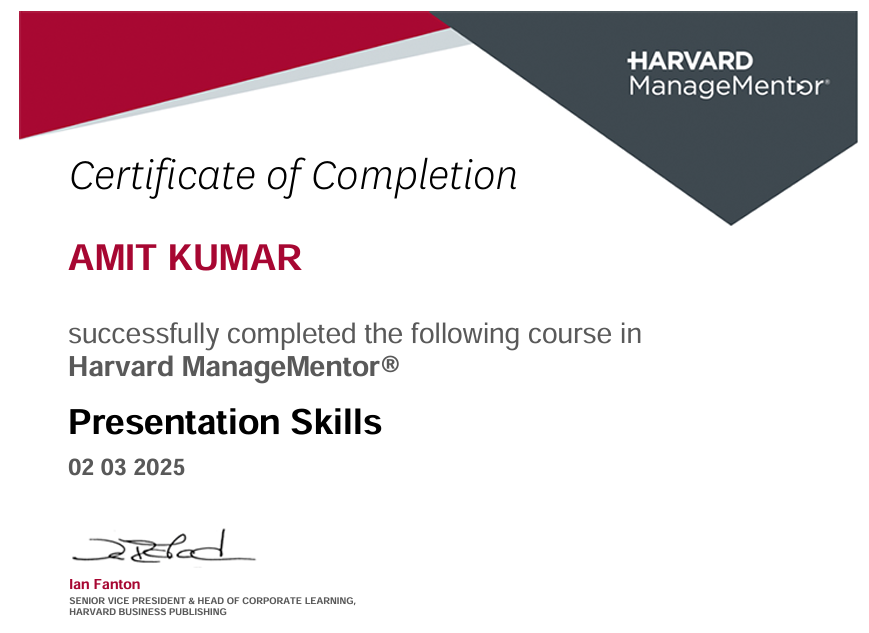 HARVARD
ManageMentor®
Certificate of Completion
AMIT KUMAR
successfully completed the following course in
Harvard ManageMentor®
Presentation Skills
02 03 2025
Ian Fanton
SENIOR VICE PRESIDENT & HEAD OF CORPORATE LEARNING,
HARVARD BUSINESS PUBLISHING